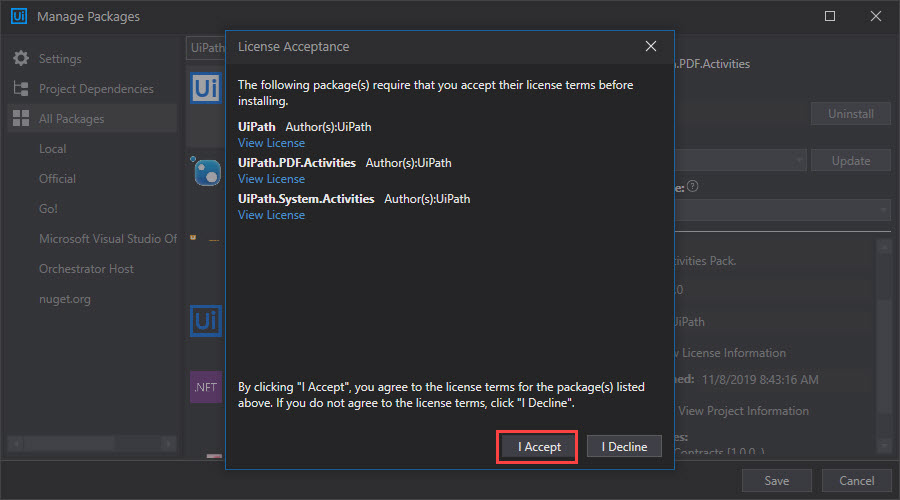 Ui Manage Packages
Settings
Project Dependencies
All Packages
Local
Official
Go!
Microsoft Visual Studio Of
Orchestrator Host
nuget.org
UiPath
Ui
Ui
.NFT
License Acceptance
The following package(s) require that you accept their license terms before
installing.
UiPath Author(s):UiPath
View License
UiPath.PDF.Activities Author(s):UiPath
View License
UiPath.System.Activities Author(s):UiPath
View License
By clicking "I Accept", you agree to the license terms for the package(s) listed
above. If you do not agree to the license terms, click "I Decline".
I Accept
I Decline
.PDF.Activities
Uninstall
Update
e: ?
ivities Pack.
0
UiPath
w License Information
ned: 11/8/2019 8:43:16 AM
View Project Information
es:
Contracts [1.0.0, )
Save
Cancel